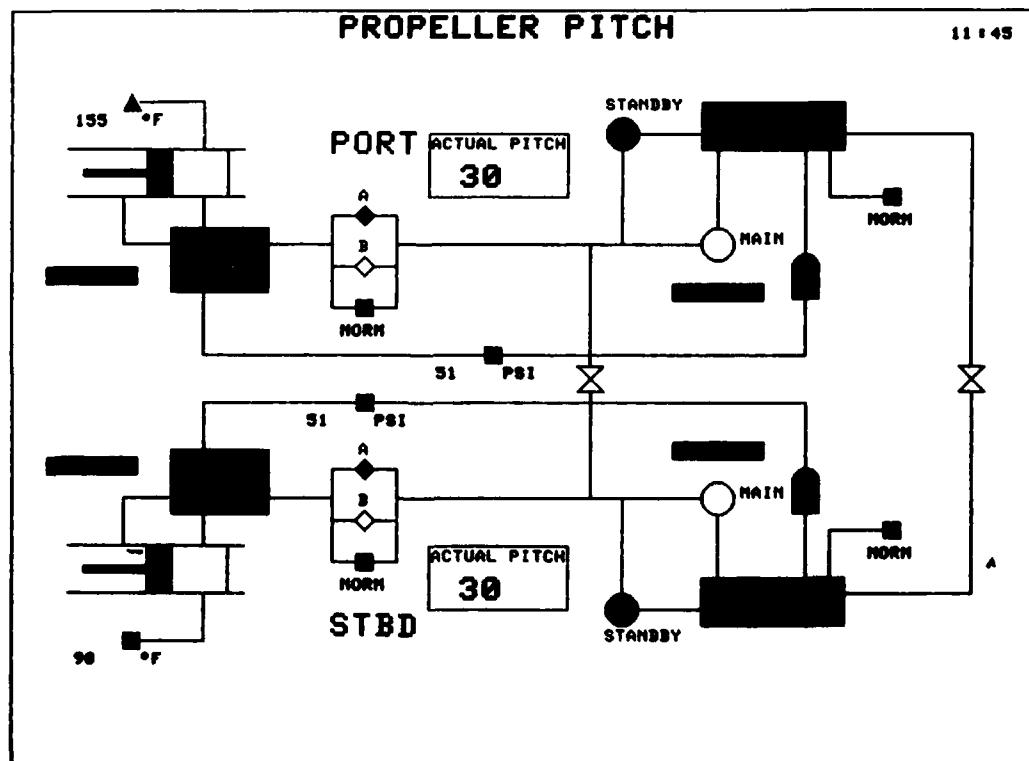 PROPELLER PITCH
11:45
155 °F
STANDBY
PORT
ACTUAL PITCH
30
A
B
NORM
MAIN
NORM
51 PSI
51 PSI
A
B
NORM
MAIN
NORM
A
ACTUAL PITCH
30
STBD
STANDBY
90 °F